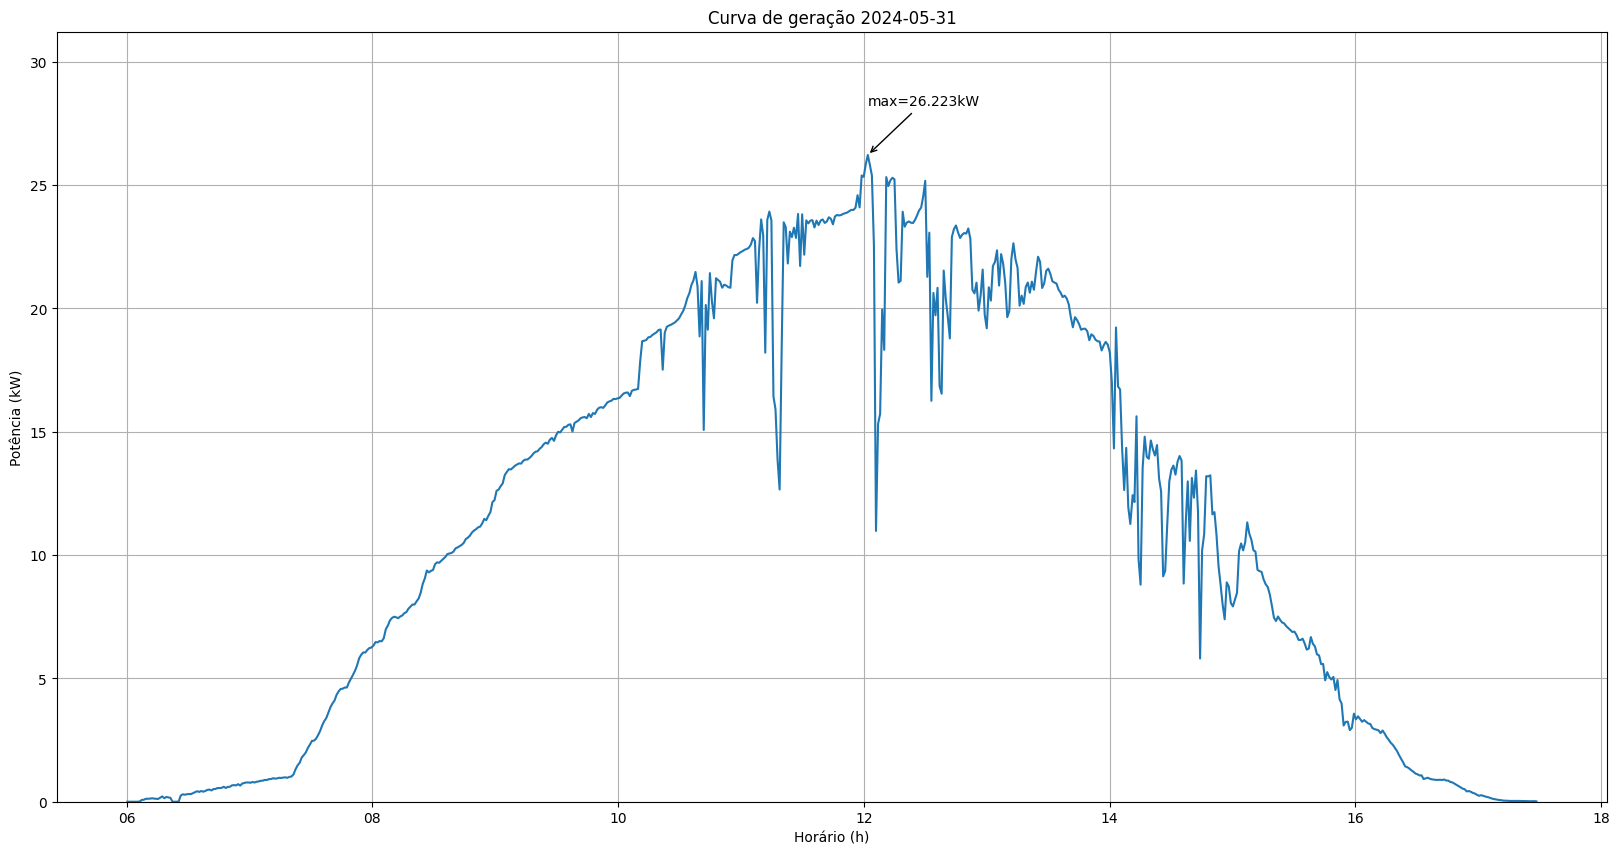 Curva de geração 2024-05-31
30
max=26.223kW
25
20
15
10
5
0
Potência (kW)
06 08 10 12 14 16 18
Horário (h)